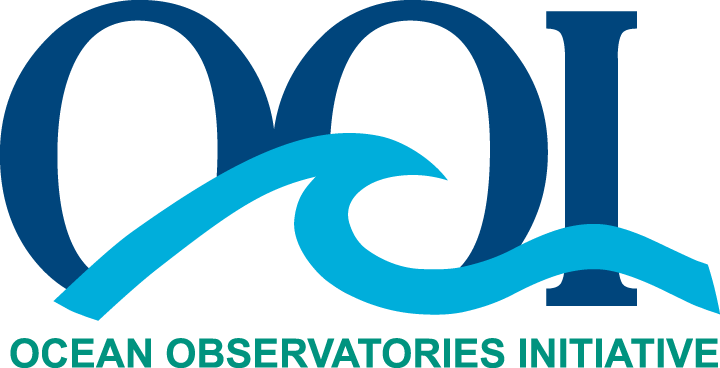 OOI
OCEAN OBSERVATORIES INITIATIVE